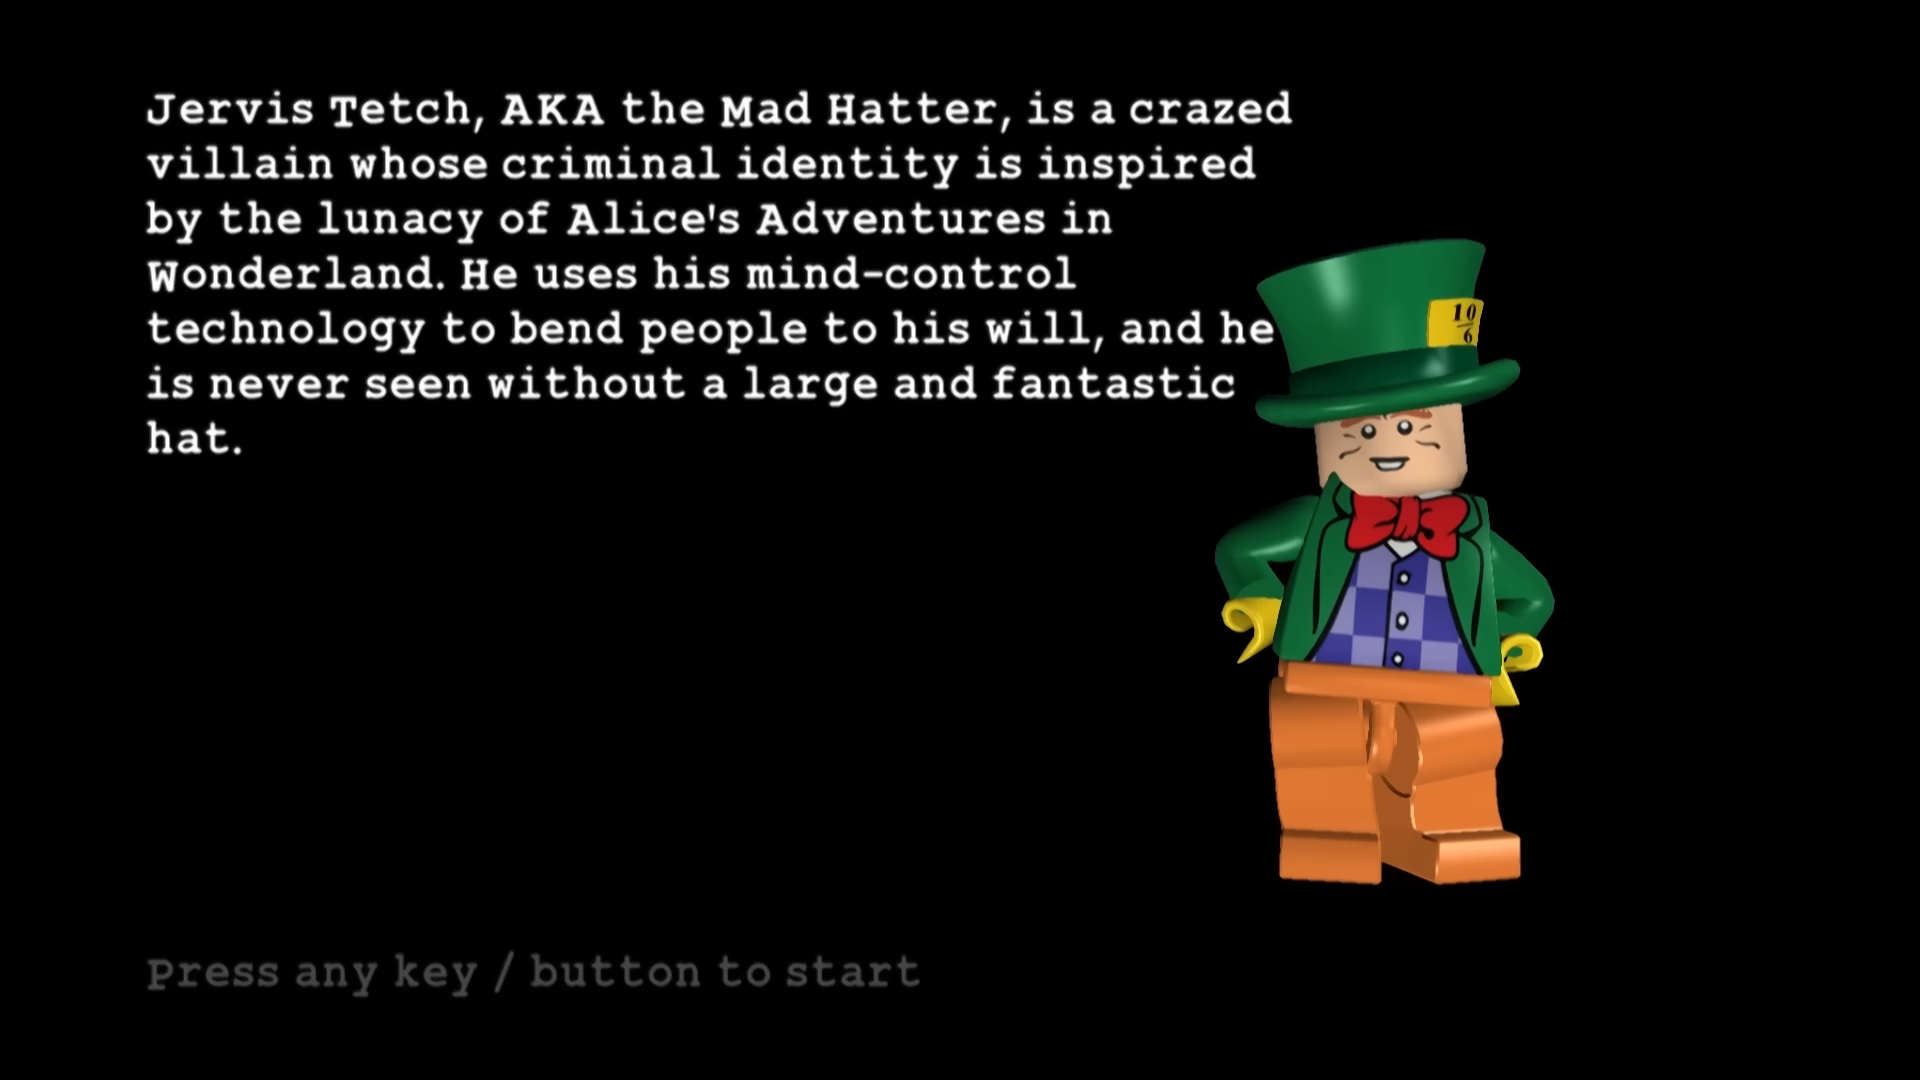 Jervis Tetch, AKA the Mad Hatter, is a crazed
villain whose criminal identity is inspired
by the lunacy of Alice's Adventures in
Wonderland. He uses his mind-control
technology to bend people to his will, and he
is never seen without a large and fantastic
hat.
10
6
Press any key / button to start